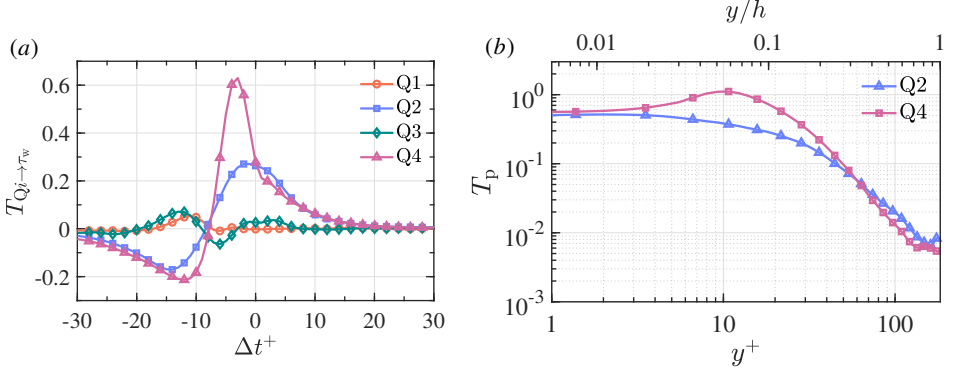 (a)
T_{Qi→τ_w}
0.6
0.4
0.2
0
-0.2
-30 -20 -10 0 10 20 30
Δt⁺
Q1
Q2
Q3
Q4
(b)
y/h
0.01 0.1 1
T_p
10⁰
10⁻¹
10⁻²
10⁻³
1 10 100
y⁺
Q2
Q4